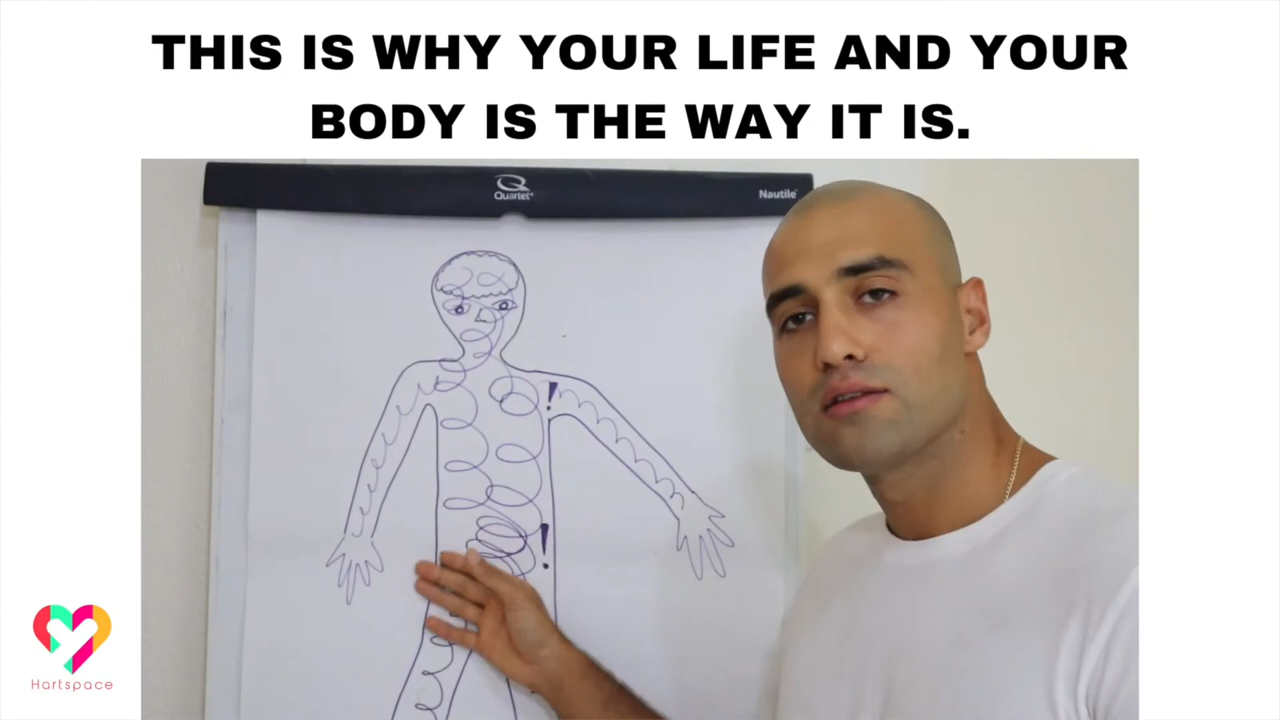 THIS IS WHY YOUR LIFE AND YOUR
BODY IS THE WAY IT IS.
Quartet
Nautile
!
!
Hartspace